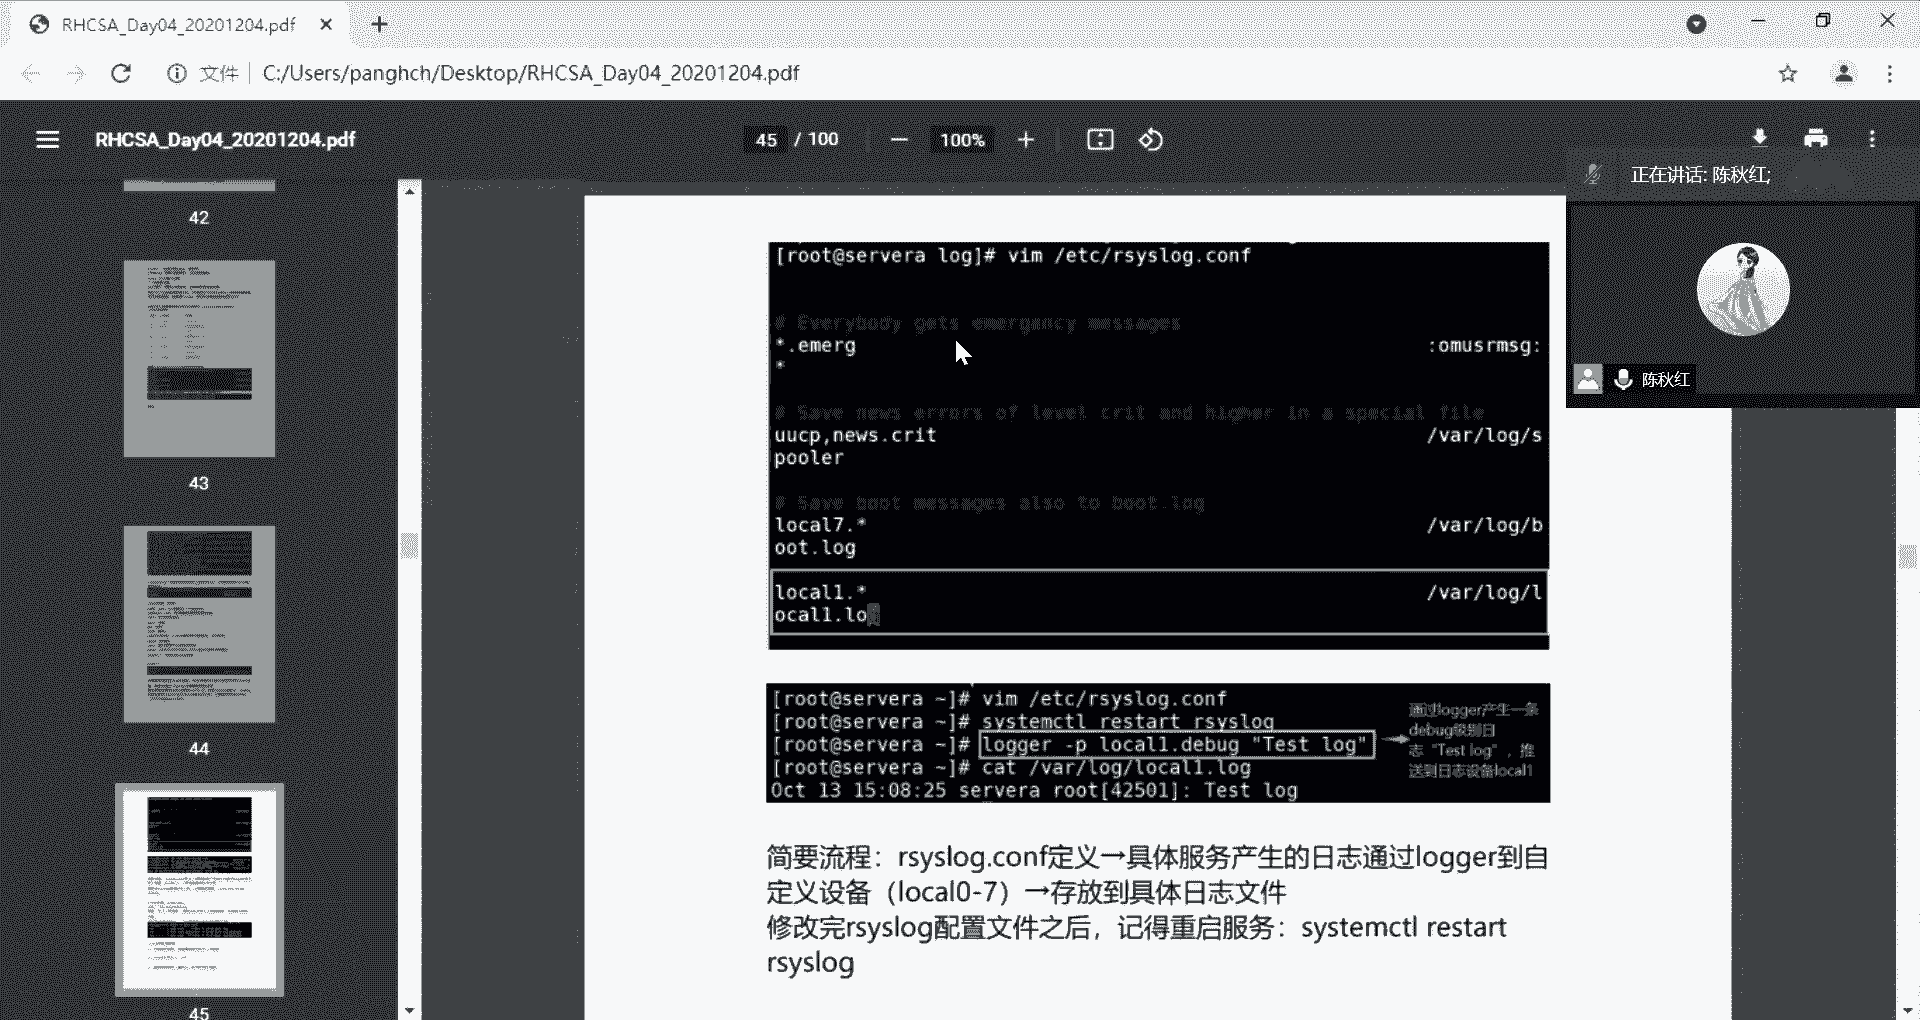 RHCSA_Day04_20201204.pdf
文件
C:/Users/panghch/Desktop/RHCSA_Day04_20201204.pdf
RHCSA_Day04_20201204.pdf
45 / 100
100%
正在讲话: 陈秋红;
陈秋红
42
43
44
45
[root@servera log]# vim /etc/rsyslog.conf
# Everybody gets emergency messages
*.emerg :omusrmsg:
*
# Save news errors of level crit and higher in a special file
uucp,news.crit /var/log/s
pooler
# Save boot messages also to boot.log
local7.* /var/log/b
oot.log
local1.* /var/log/l
ocal1.lo
[root@servera ~]# vim /etc/rsyslog.conf
[root@servera ~]# systemctl restart rsyslog
[root@servera ~]# logger -p local1.debug "Test log"
[root@servera ~]# cat /var/log/local1.log
Oct 13 15:08:25 servera root[42501]: Test log
通过logger产生一条
debug级别日
志“Test log”，推
送到日志设备local1
简要流程：rsyslog.conf定义→具体服务产生的日志通过logger到自
定义设备（local0-7）→存放到具体日志文件
修改完rsyslog配置文件之后，记得重启服务：systemctl restart
rsyslog